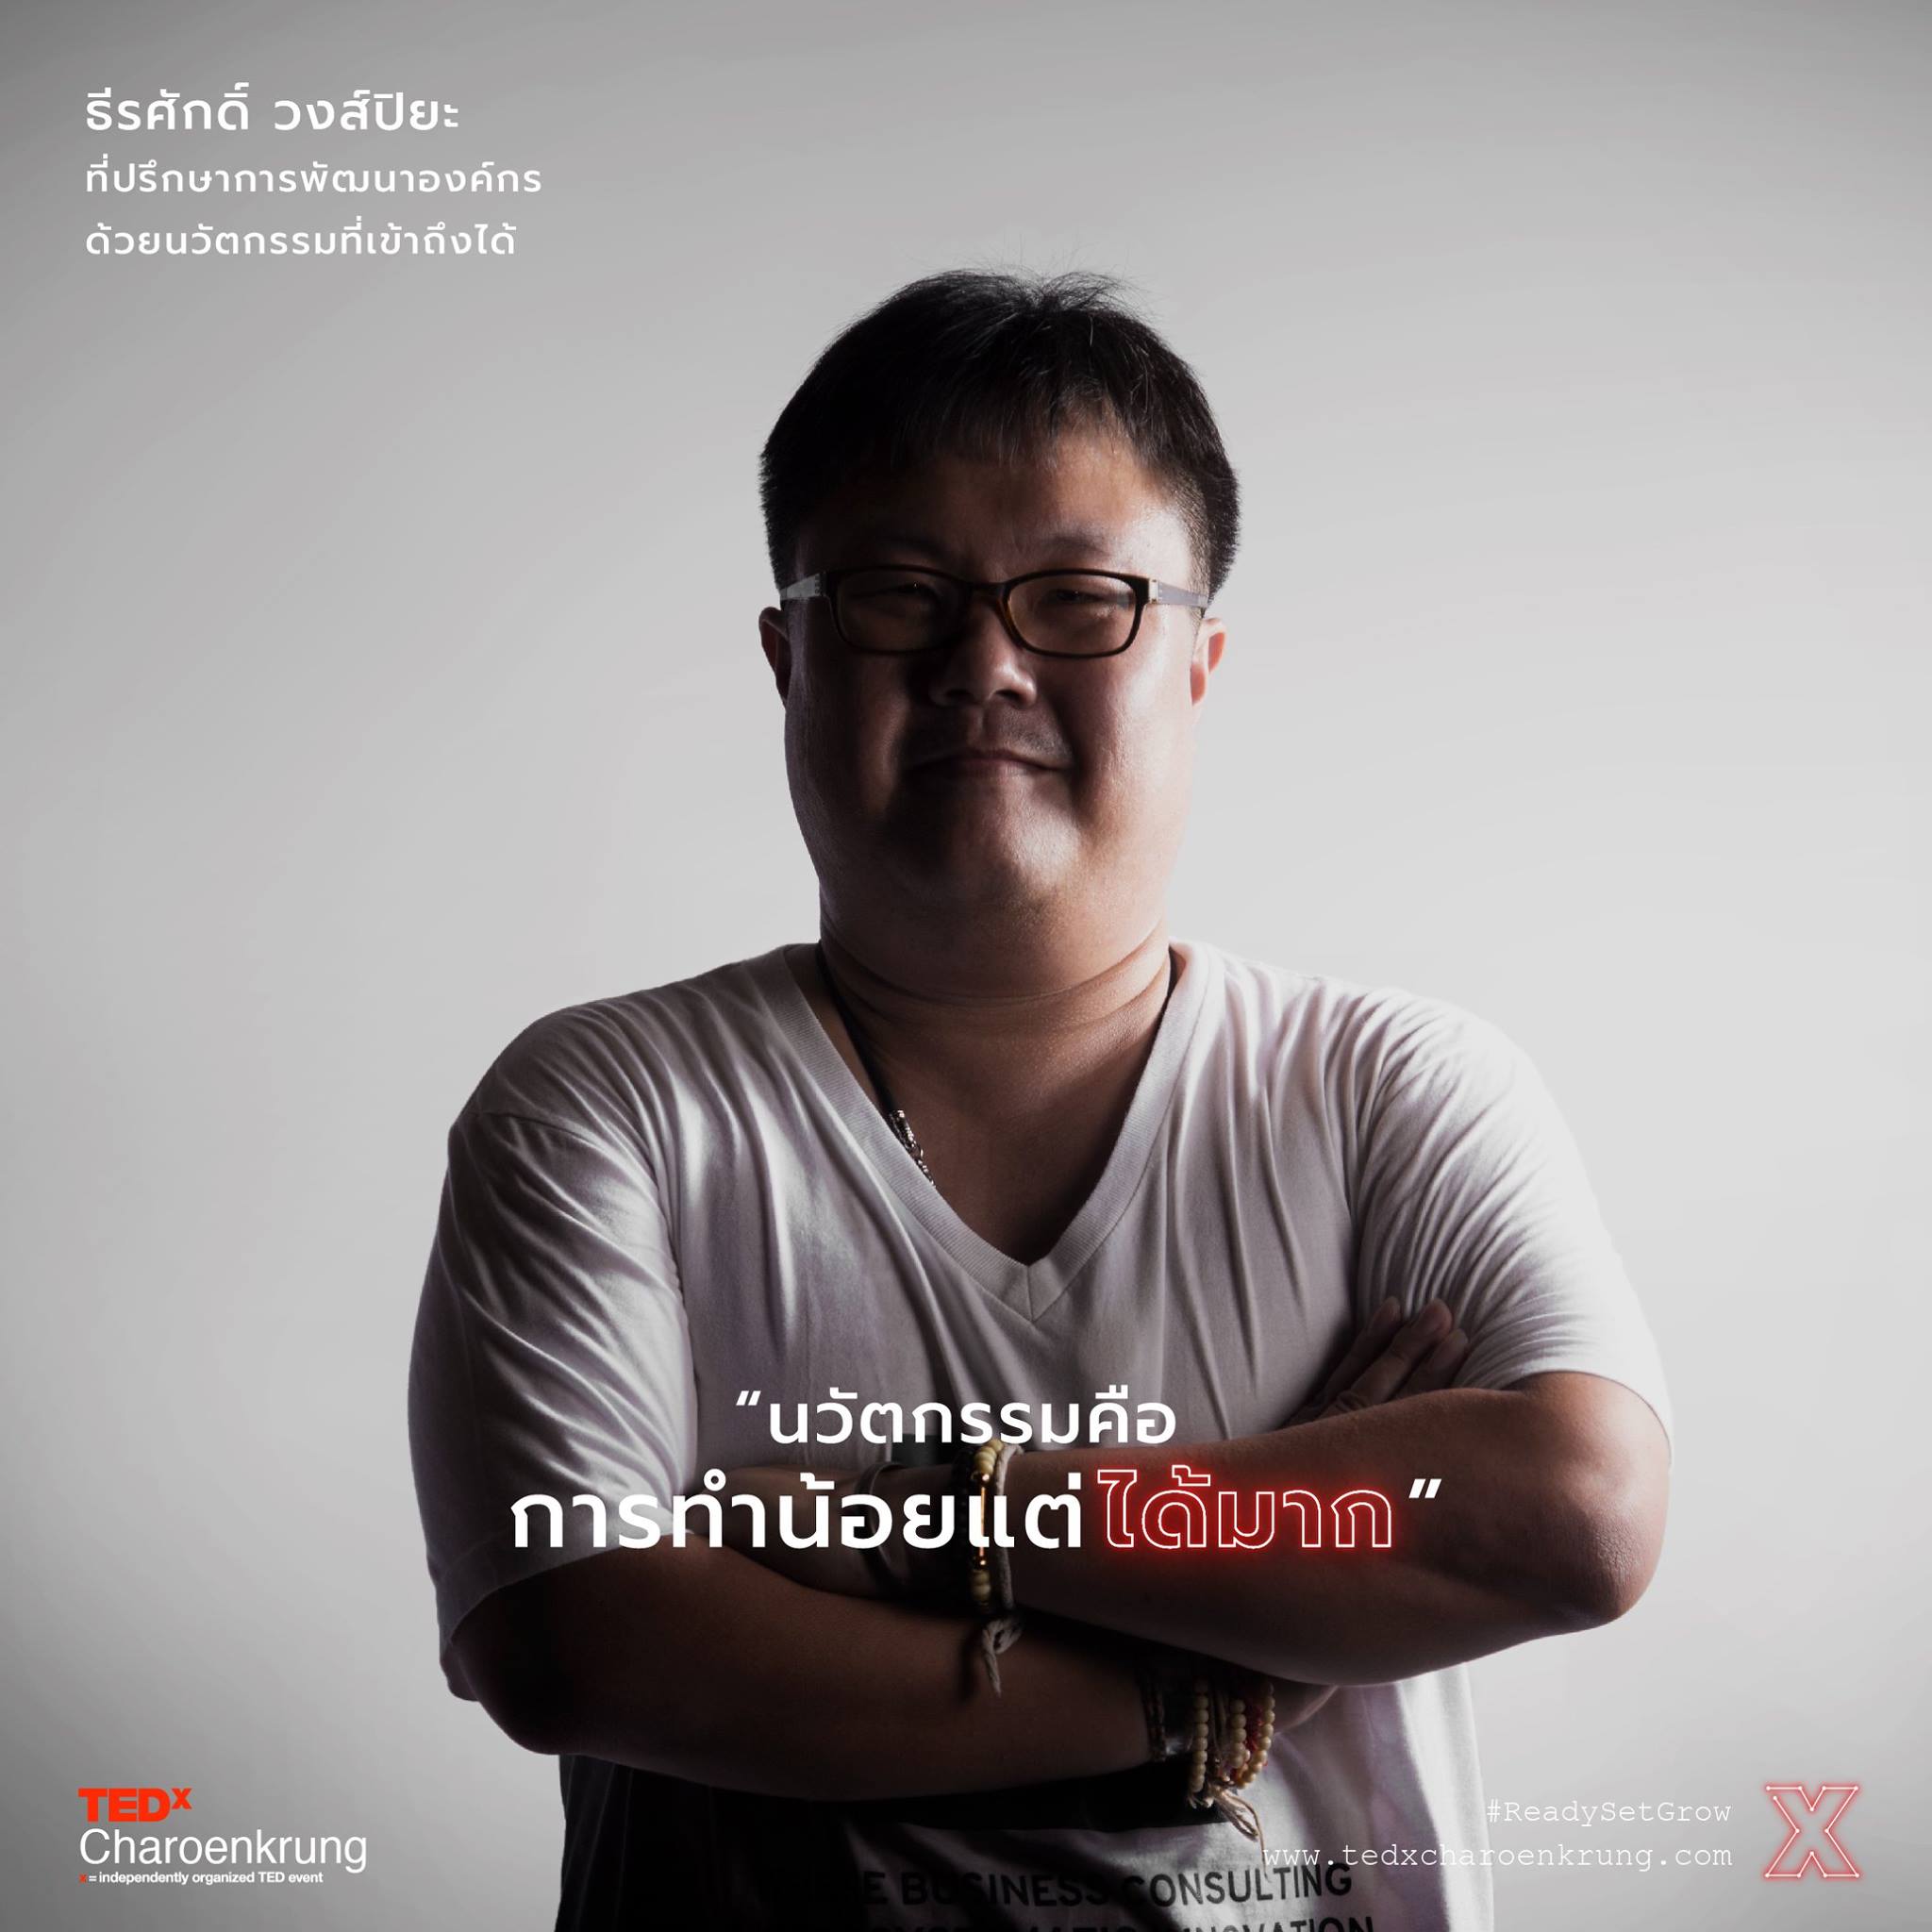 ธีรศักดิ์ วงส์ปิยะ
ที่ปรึกษาการพัฒนาองค์กร
ด้วยนวัตกรรมที่เข้าถึงได้
“นวัตกรรมคือ
การทำน้อยแต่ได้มาก”
TEDx
Charoenkrung
x = independently organized TED event
#ReadySetGrow
www.tedxcharoenkrung.com
X
BUSINESS CONSULTING